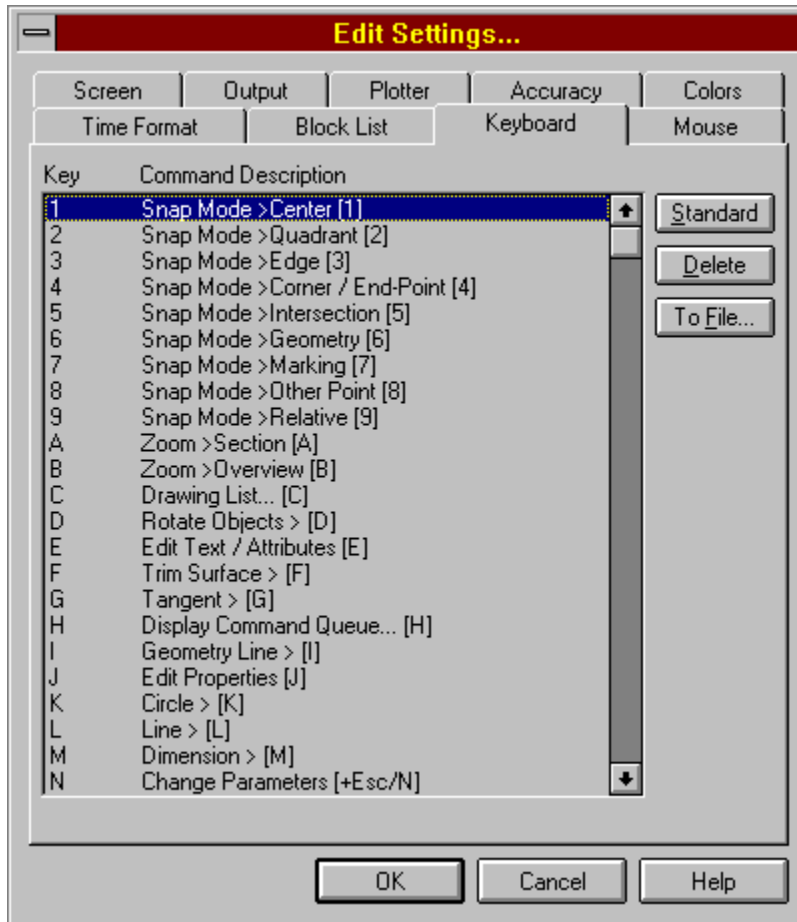 Edit Settings...
Screen Output Plotter Accuracy Colors
Time Format Block List Keyboard Mouse
Key Command Description
1 Snap Mode >Center [1]
2 Snap Mode >Quadrant [2]
3 Snap Mode >Edge [3]
4 Snap Mode >Corner / End-Point [4]
5 Snap Mode >Intersection [5]
6 Snap Mode >Geometry [6]
7 Snap Mode >Marking [7]
8 Snap Mode >Other Point [8]
9 Snap Mode >Relative [9]
A Zoom >Section [A]
B Zoom >Overview [B]
C Drawing List... [C]
D Rotate Objects > [D]
E Edit Text / Attributes [E]
F Trim Surface > [F]
G Tangent > [G]
H Display Command Queue... [H]
I Geometry Line > [I]
J Edit Properties [J]
K Circle > [K]
L Line > [L]
M Dimension > [M]
N Change Parameters [+Esc/N]
Standard
Delete
To File...
OK Cancel Help